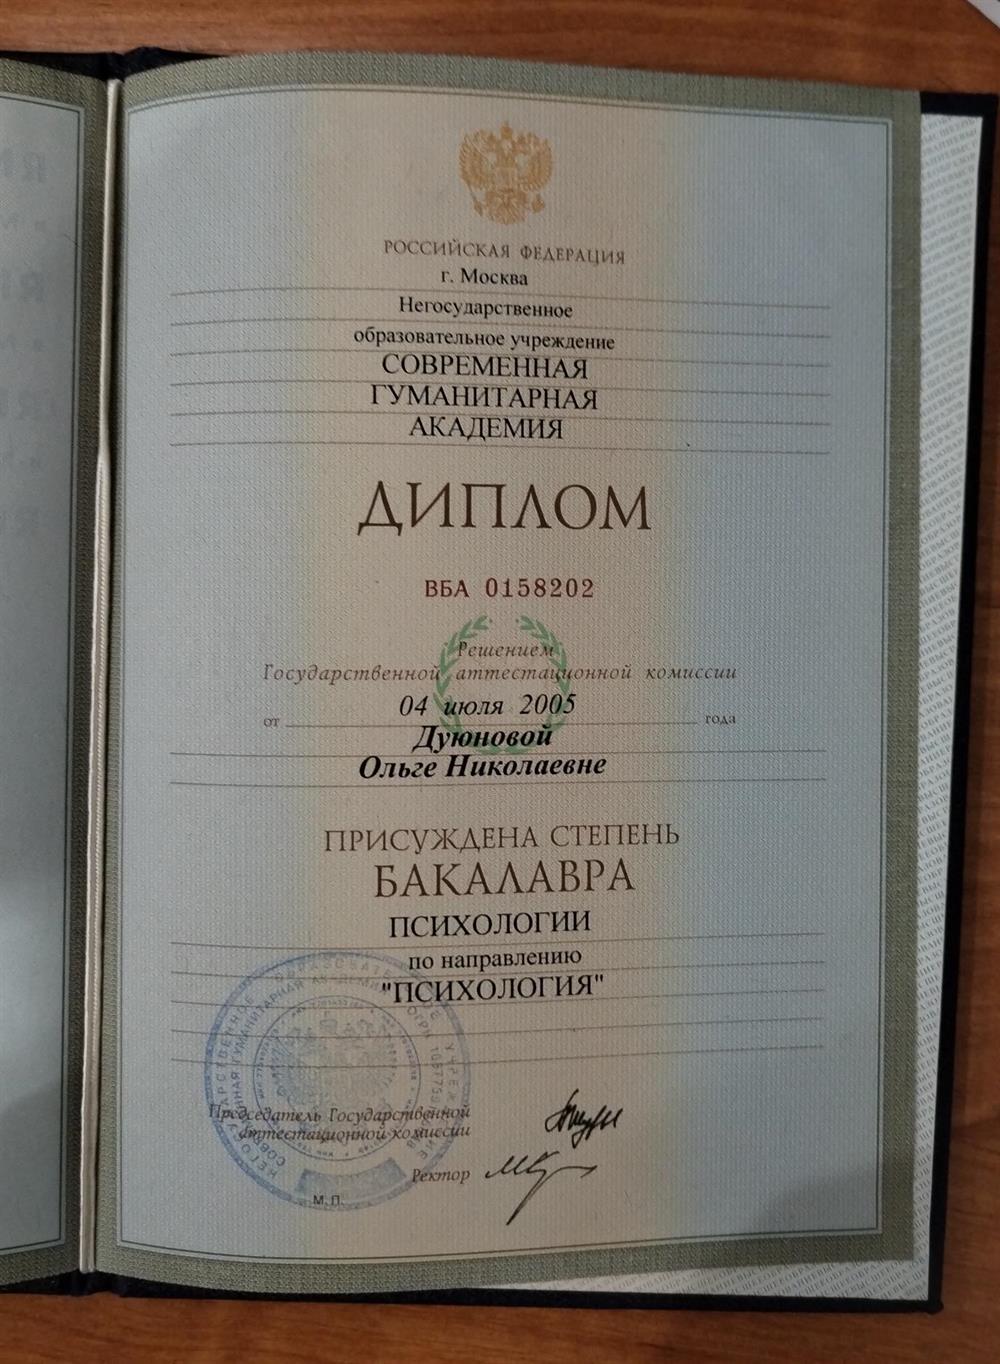 РОССИЙСКАЯ ФЕДЕРАЦИЯ
г. Москва
Негосударственное
образовательное учреждение
СОВРЕМЕННАЯ
ГУМАНИТАРНАЯ
АКАДЕМИЯ
ДИПЛОМ
ВБА 0158202
Решением
Государственной аттестационной комиссии
от 04 июля 2005 года
Дуюновой
Ольге Николаевне
ПРИСУЖДЕНА СТЕПЕНЬ
БАКАЛАВРА
ПСИХОЛОГИИ
по направлению
"ПСИХОЛОГИЯ"
Председатель Государственной
аттестационной комиссии
Ректор
М.П.